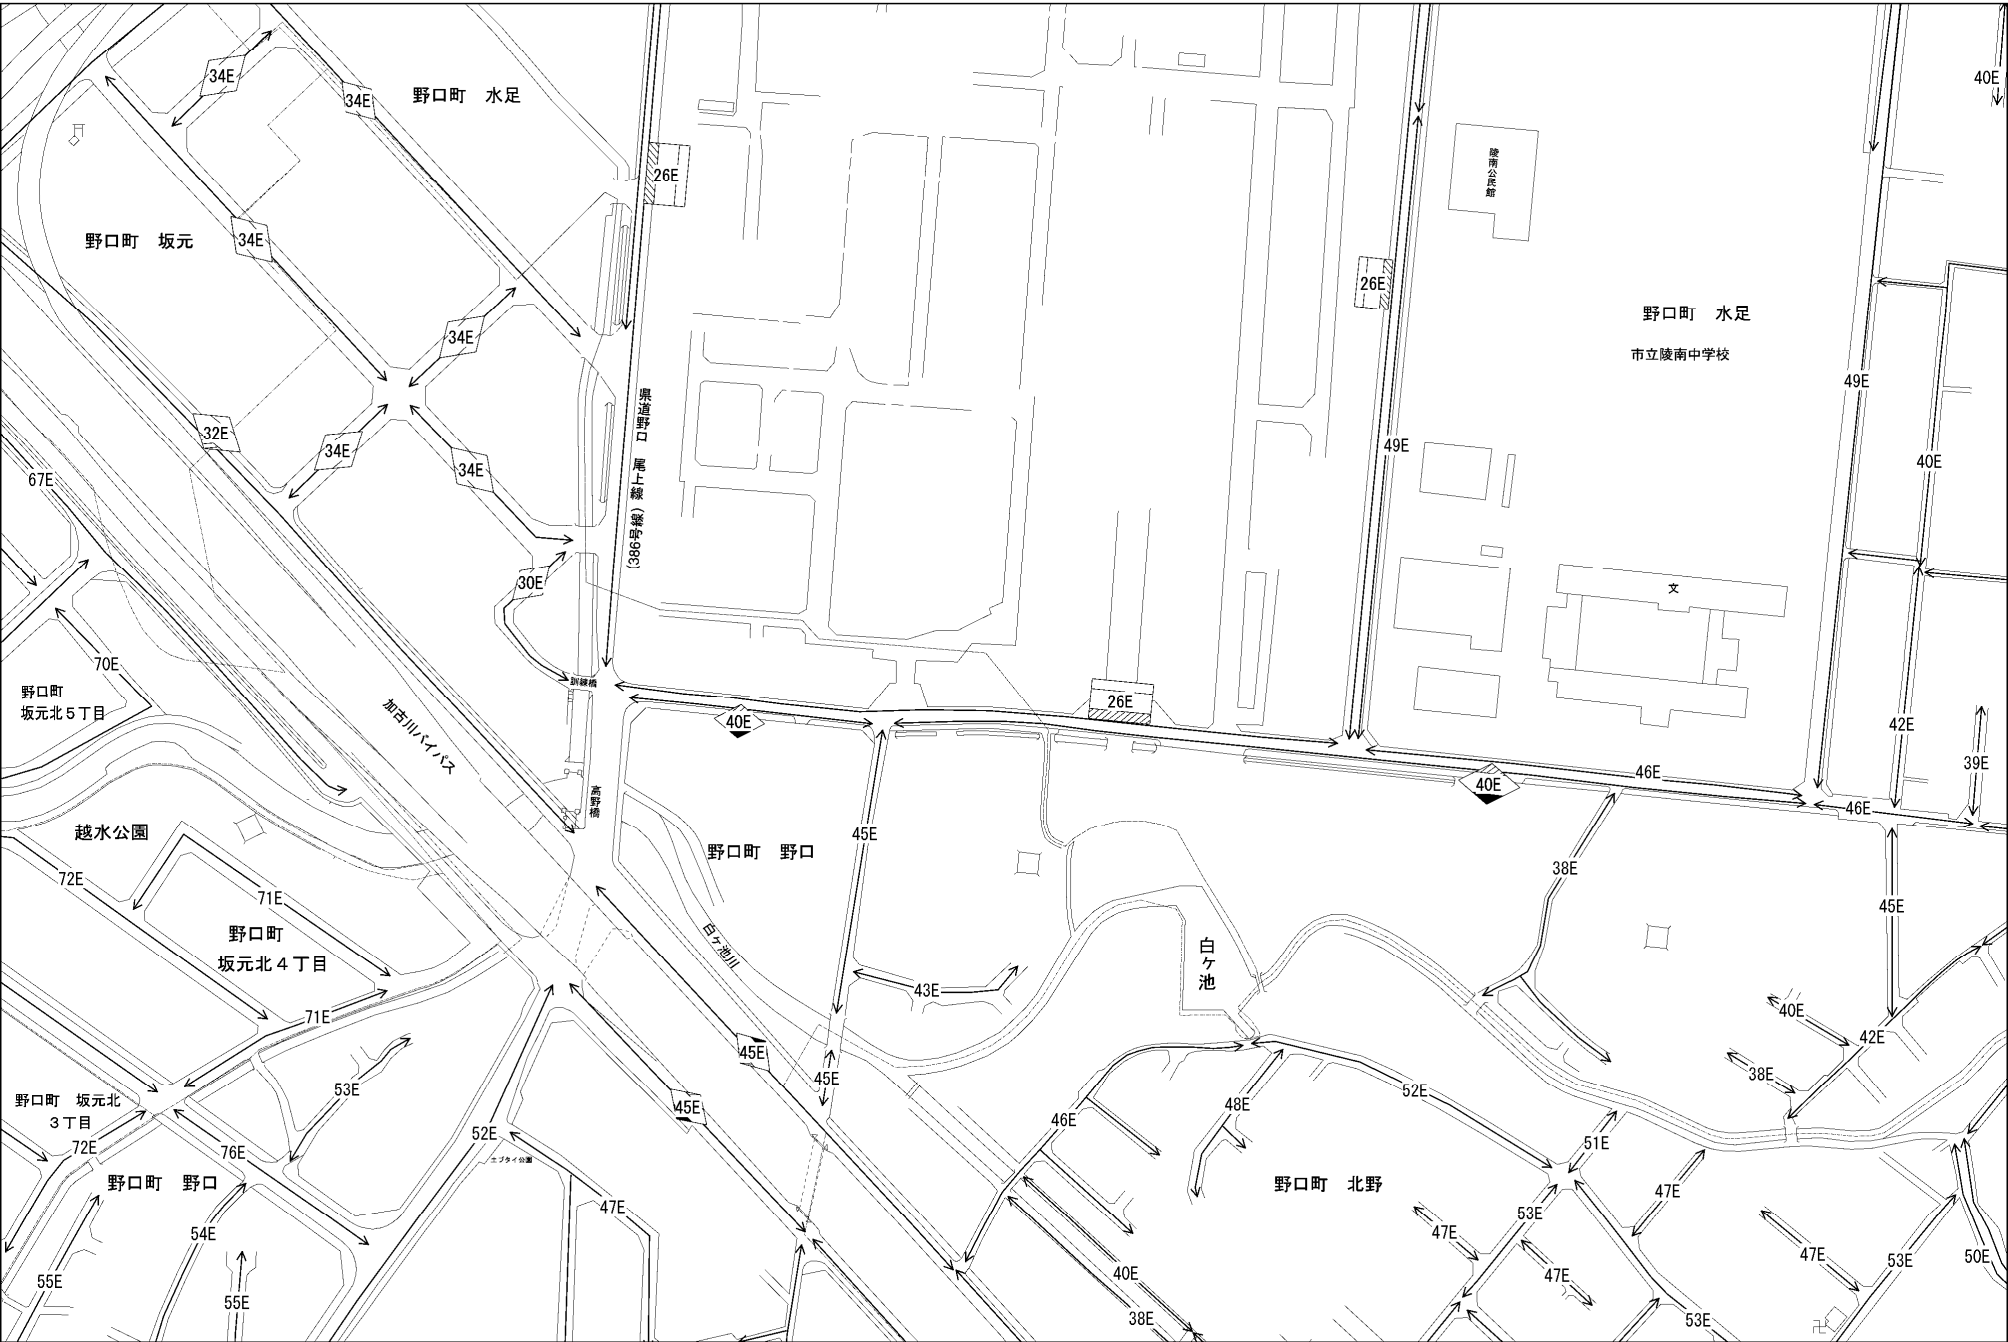 40E
34E
34E
野口町　水足
陵南公民館
26E
野口町　坂元
34E
26E
野口町　水足
34E
市立陵南中学校
49E
県道野口 尾上線 (386号線)
32E
34E
34E
49E
40E
67E
30E
文
70E
訓練橋
野口町
坂元北５丁目
加古川バイパス
26E
40E
42E
39E
46E
40E
高野橋
46E
越水公園
45E
野口町　野口
38E
72E
71E
45E
野口町
坂元北４丁目
白ヶ池川
白ヶ池
43E
71E
40E
42E
45E
45E
38E
53E
52E
野口町　坂元北
３丁目
45E
48E
46E
72E
76E
52E
51E
エブタイ公園
野口町　野口
野口町　北野
47E
47E
54E
53E
47E
47E
53E
50E
55E
40E
47E
55E
38E
53E